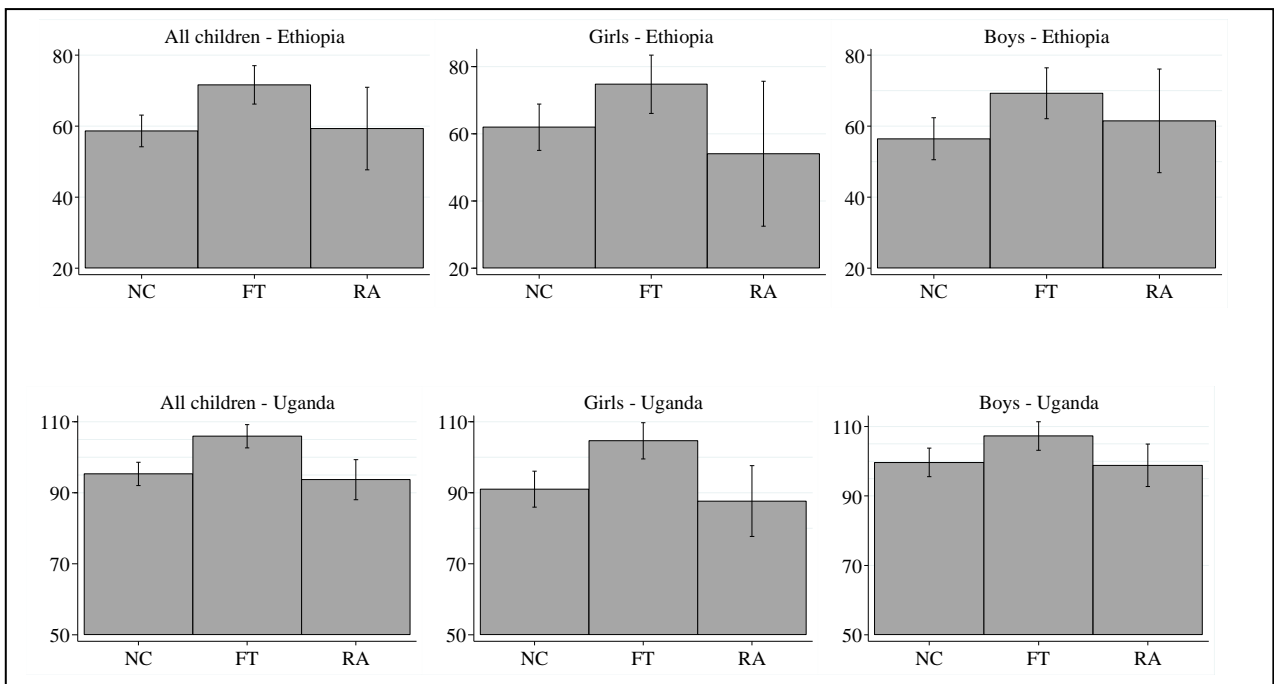 All children - Ethiopia
80
60
40
20
NC FT RA
Girls - Ethiopia
80
60
40
20
NC FT RA
Boys - Ethiopia
80
60
40
20
NC FT RA
All children - Uganda
110
90
70
50
NC FT RA
Girls - Uganda
110
90
70
50
NC FT RA
Boys - Uganda
110
90
70
50
NC FT RA